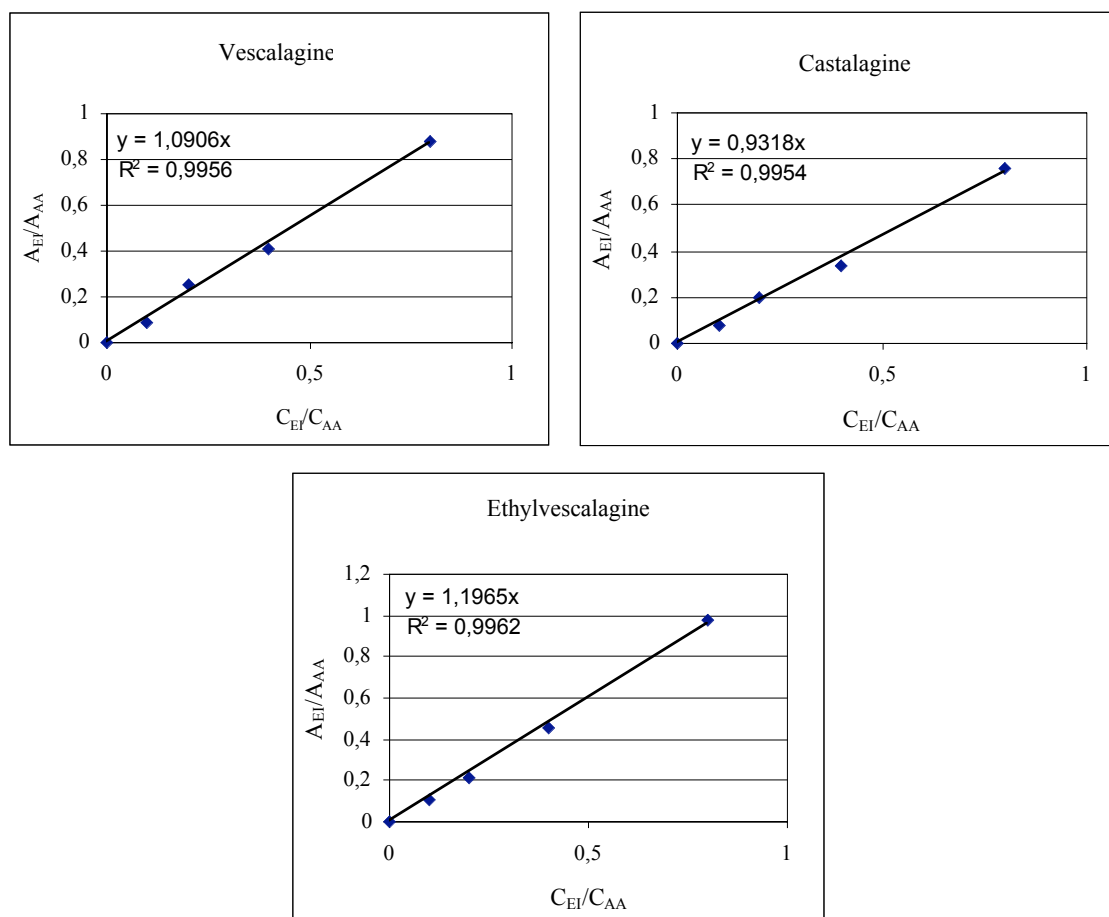 Vescalagine
y = 1,0906x
R² = 0,9956
1
0,8
0,6
0,4
0,2
0
0 0,5 1
A_EI/A_AA
C_EI/C_AA
Castalagine
y = 0,9318x
R² = 0,9954
1
0,8
0,6
0,4
0,2
0
0 0,5 1
A_EI/A_AA
C_EI/C_AA
Ethylvescalagine
y = 1,1965x
R² = 0,9962
1,2
1
0,8
0,6
0,4
0,2
0
0 0,5 1
A_EI/A_AA
C_EI/C_AA